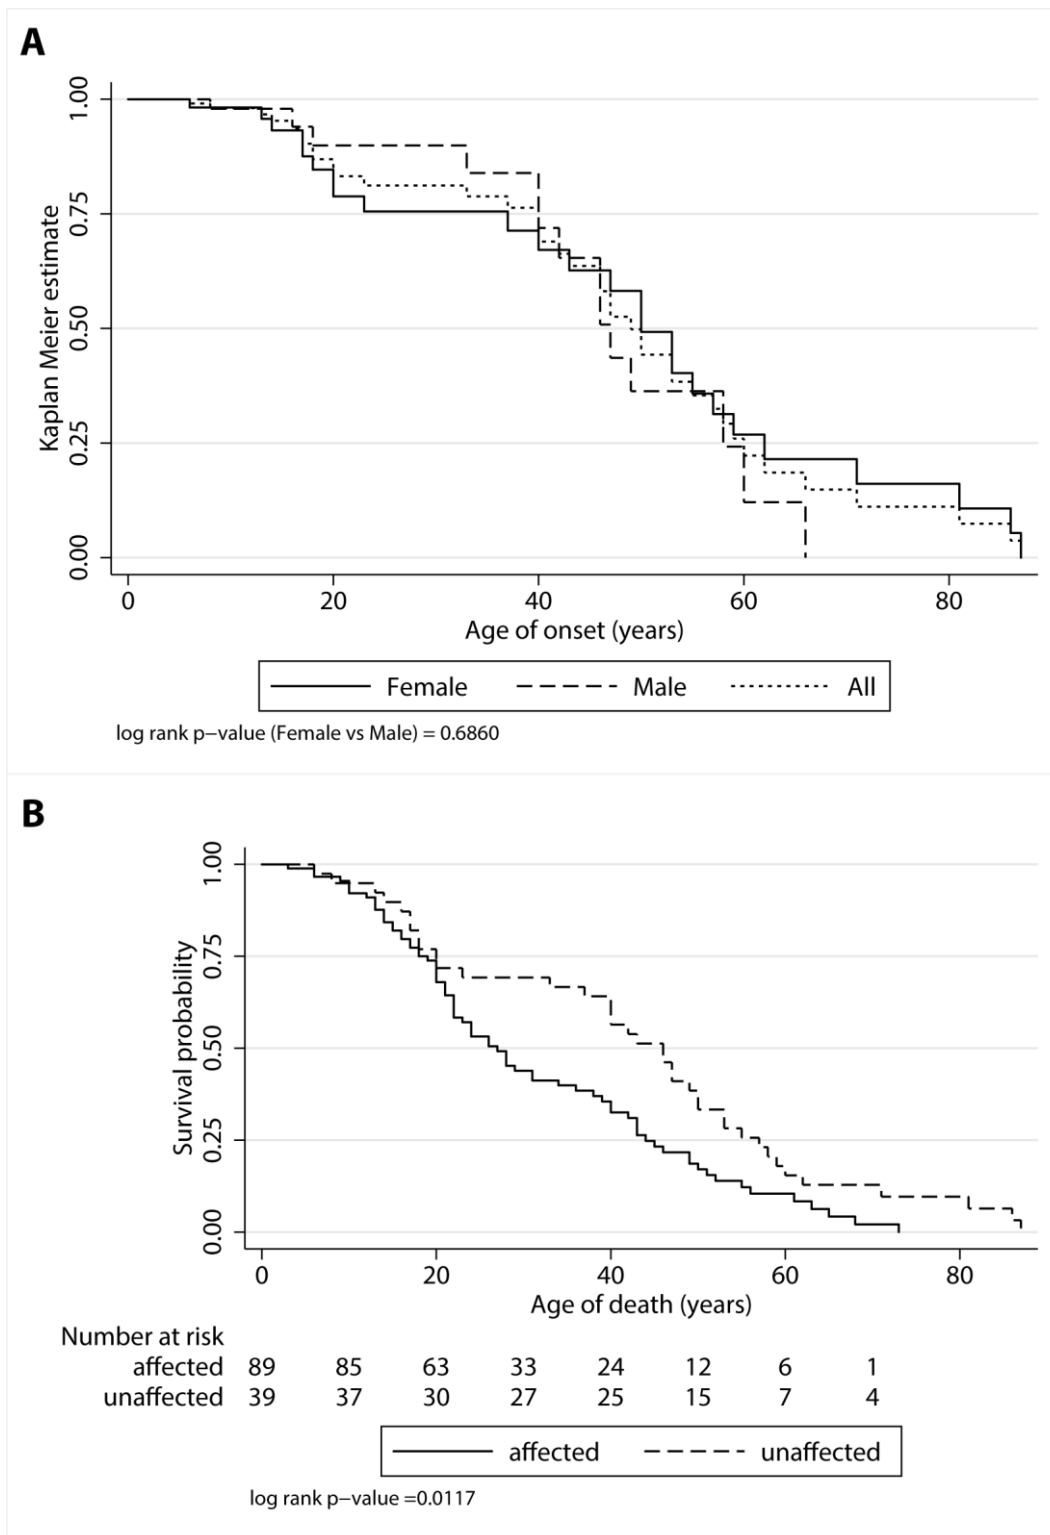 A
Kaplan Meier estimate
1.00
0.75
0.50
0.25
0.00
0 20 40 60 80
Age of onset (years)
Female Male All
log rank p−value (Female vs Male) = 0.6860
B
Survival probability
1.00
0.75
0.50
0.25
0.00
0 20 40 60 80
Age of death (years)
Number at risk
affected 89 85 63 33 24 12 6 1
unaffected 39 37 30 27 25 15 7 4
affected unaffected
log rank p−value =0.0117